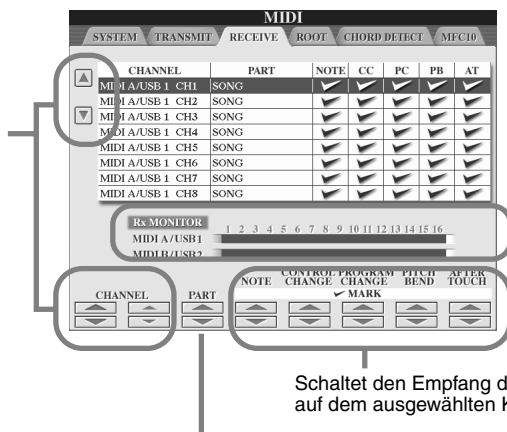 MIDI
SYSTEM TRANSMIT RECEIVE ROOT CHORD DETECT MFC10
CHANNEL PART NOTE CC PC PB AT
MIDI A/USB 1 CH1 SONG
MIDI A/USB 1 CH2 SONG
MIDI A/USB 1 CH3 SONG
MIDI A/USB 1 CH4 SONG
MIDI A/USB 1 CH5 SONG
MIDI A/USB 1 CH6 SONG
MIDI A/USB 1 CH7 SONG
MIDI A/USB 1 CH8 SONG
Rx MONITOR 1 2 3 4 5 6 7 8 9 10 11 12 13 14 15 16
MIDI A/USB1
MIDI B/USB2
CHANNEL PART NOTE CONTROL CHANGE PROGRAM CHANGE PITCH BEND AFTER TOUCH
MARK
Schaltet den Empfang d
auf dem ausgewählten K